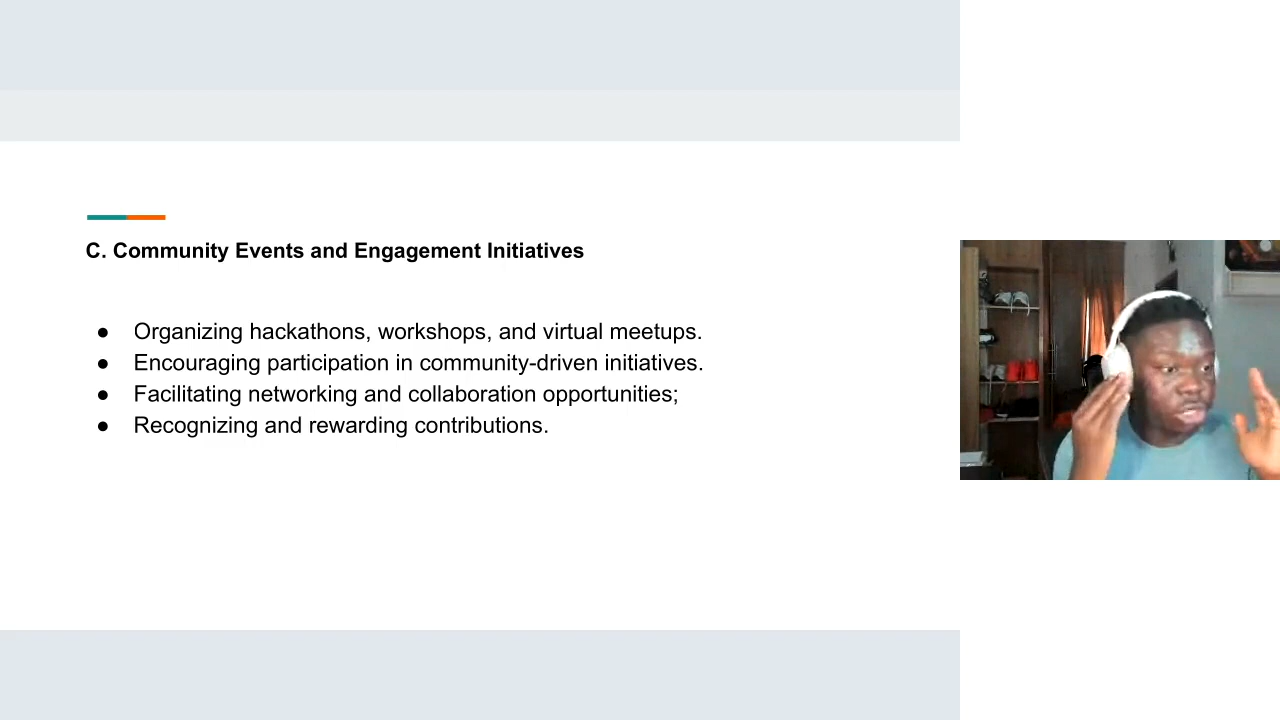 C. Community Events and Engagement Initiatives
● Organizing hackathons, workshops, and virtual meetups.
● Encouraging participation in community-driven initiatives.
● Facilitating networking and collaboration opportunities;
● Recognizing and rewarding contributions.